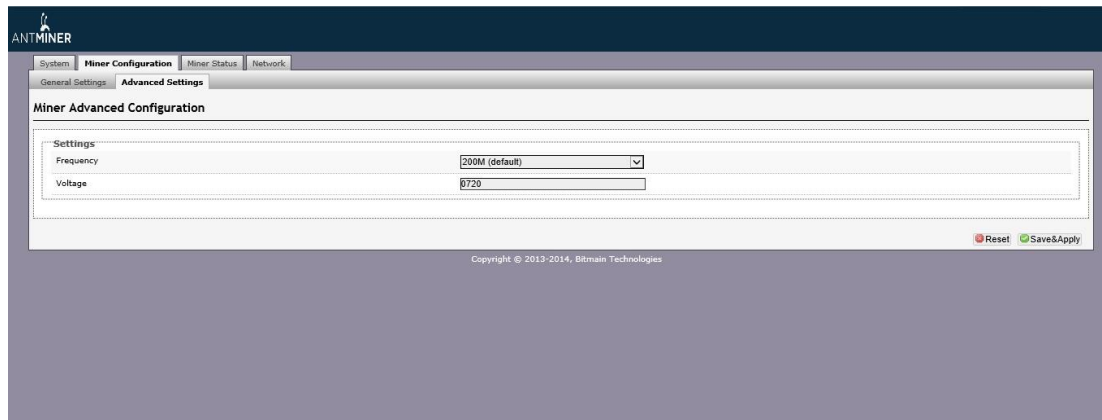 ANTMINER
System Miner Configuration Miner Status Network
General Settings Advanced Settings
Miner Advanced Configuration
Settings
Frequency 200M (default)
Voltage 0720
Reset Save&Apply
Copyright © 2013-2014, Bitmain Technologies